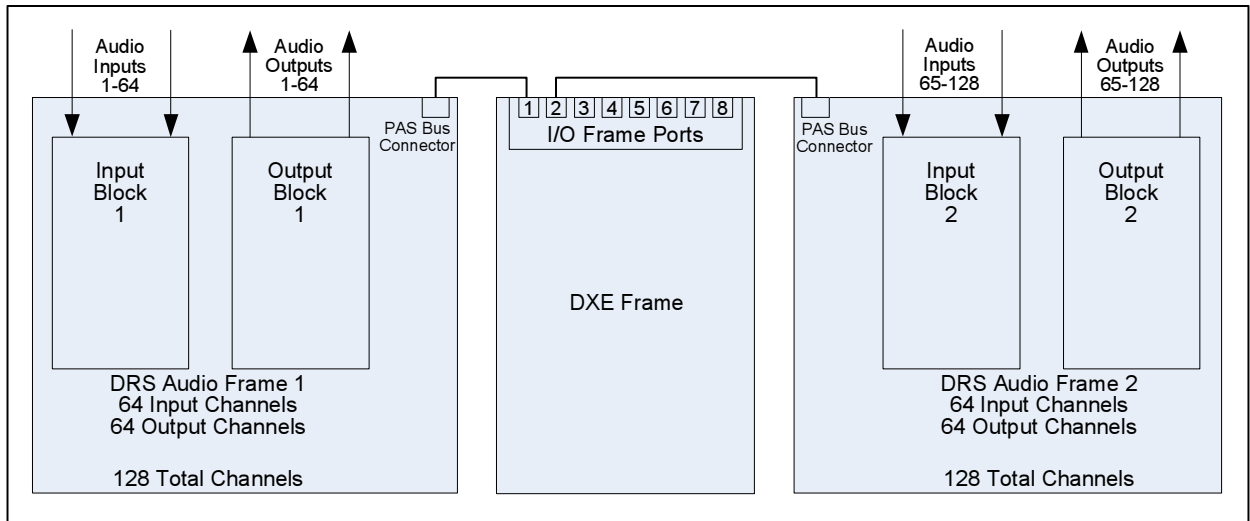 Audio
Inputs
1-64
Audio
Outputs
1-64
PAS Bus
Connector
Input
Block
1
Output
Block
1
DRS Audio Frame 1
64 Input Channels
64 Output Channels
128 Total Channels
1 2 3 4 5 6 7 8
I/O Frame Ports
DXE Frame
Audio
Inputs
65-128
Audio
Outputs
65-128
PAS Bus
Connector
Input
Block
2
Output
Block
2
DRS Audio Frame 2
64 Input Channels
64 Output Channels
128 Total Channels